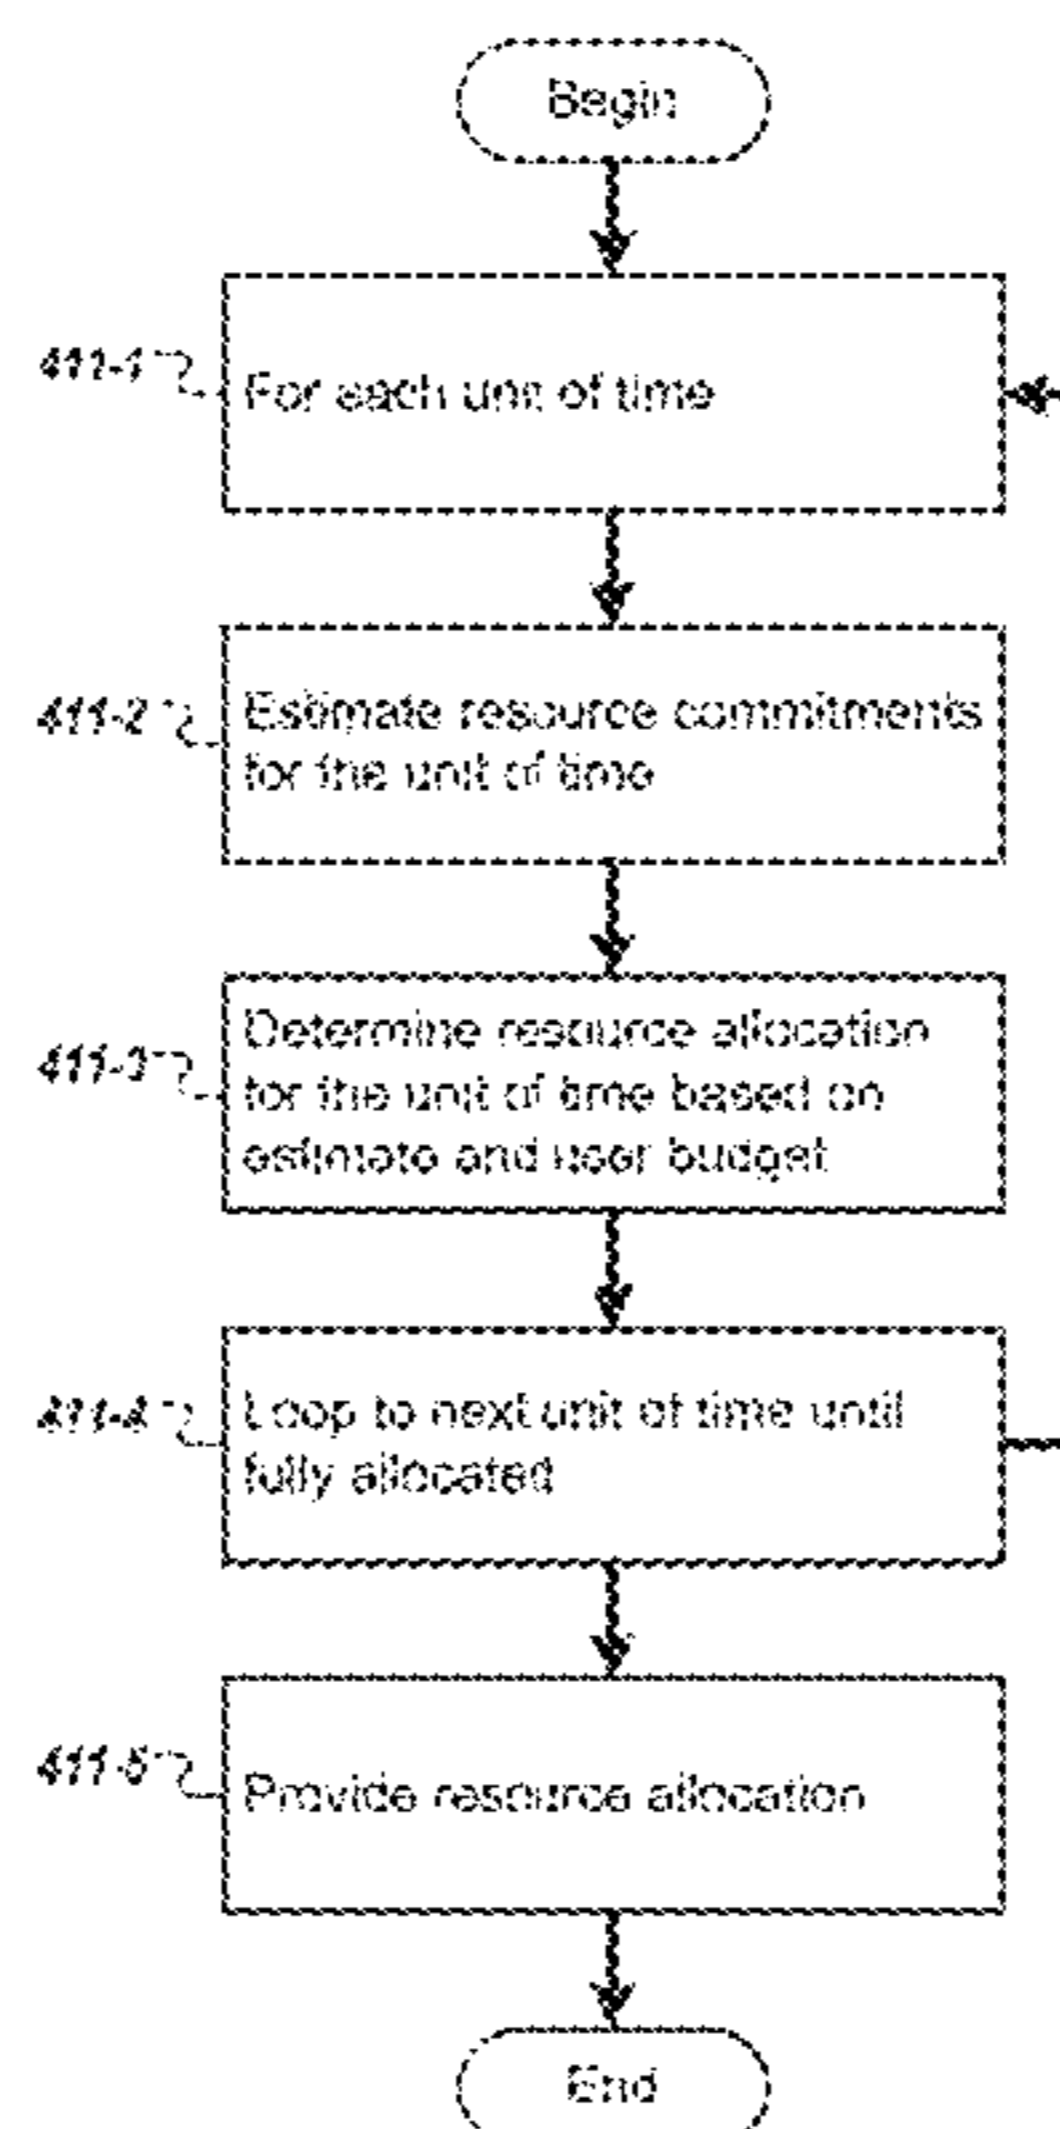 Begin
411-1
For each unit of time
411-2
Estimate resource commitments
for the unit of time
411-3
Determine resource allocation
for the unit of time based on
estimate and user budget
411-4
Loop to next unit of time until
fully allocated
411-5
Provide resource allocation
End